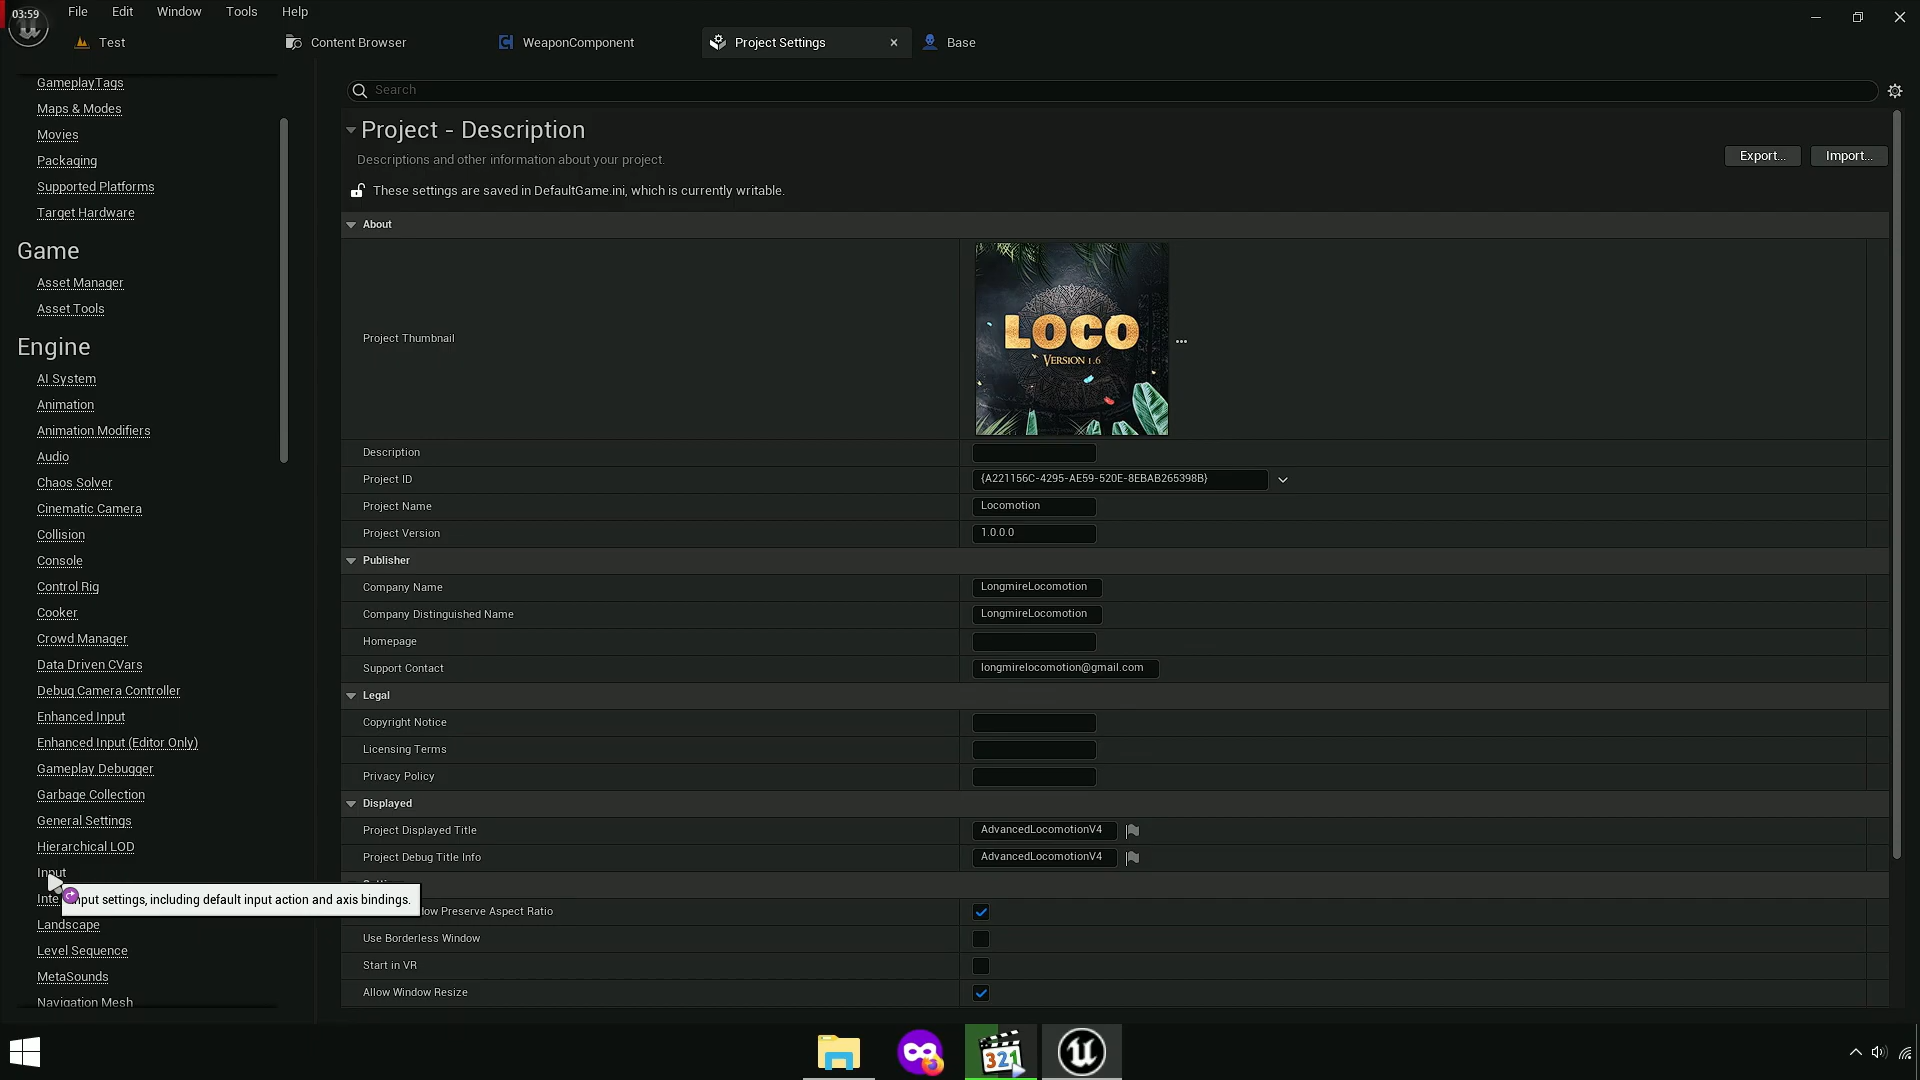 03:59
File Edit Window Tools Help
Test
Content Browser
WeaponComponent
Project Settings
Base
GameplayTags
Maps & Modes
Movies
Packaging
Supported Platforms
Target Hardware
Game
Asset Manager
Asset Tools
Engine
AI System
Animation
Animation Modifiers
Audio
Chaos Solver
Cinematic Camera
Collision
Console
Control Rig
Cooker
Crowd Manager
Data Driven CVars
Debug Camera Controller
Enhanced Input
Enhanced Input (Editor Only)
Gameplay Debugger
Garbage Collection
General Settings
Hierarchical LOD
Input
Inte
put settings, including default input action and axis bindings.
Landscape
Level Sequence
MetaSounds
Navigation Mesh
Search
Project - Description
Descriptions and other information about your project.
Export...
Import...
These settings are saved in DefaultGame.ini, which is currently writable.
About
Project Thumbnail
LOCO
VERSION 1.6
Description
Project ID
{A221156C-4295-AE59-520E-8EBAB265398B}
Project Name
Locomotion
Project Version
1.0.0.0
Publisher
Company Name
LongmireLocomotion
Company Distinguished Name
LongmireLocomotion
Homepage
Support Contact
longmirelocomotion@gmail.com
Legal
Copyright Notice
Licensing Terms
Privacy Policy
Displayed
Project Displayed Title
AdvancedLocomotionV4
Project Debug Title Info
AdvancedLocomotionV4
ow Preserve Aspect Ratio
Use Borderless Window
Start in VR
Allow Window Resize
321